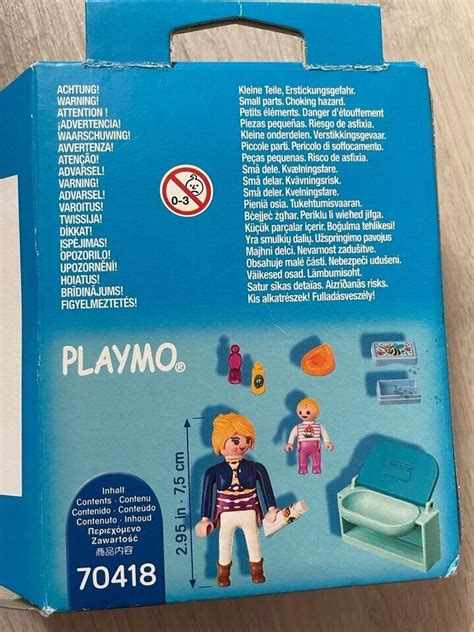 ACHTUNG!
WARNING!
ATTENTION !
¡ADVERTENCIA!
WAARSCHUWING!
AVVERTENZA!
ATENÇÃO!
ADVARSEL!
VARNING!
ADVARSEL!
VAROITUS!
TWISSIJA!
DİKKAT!
ĮSPĖJIMAS!
OPOZORILO!
UPOZORNĚNÍ!
HOIATUS!
BRĪDINĀJUMS!
FIGYELMEZTETÉS!
Kleine Teile, Erstickungsgefahr.
Small parts. Choking hazard.
Petits éléments. Danger d'étouffement
Piezas pequeñas. Riesgo de asfixia.
Kleine onderdelen. Verstikkingsgevaar.
Piccole parti. Pericolo di soffocamento.
Peças pequenas. Risco de asfixia.
Små dele. Kvælningsfare.
Små delar. Kvävningsrisk.
Små deler. Kvelningsfare.
Pieniä osia. Tukehtumisvaaran.
Bċejjeċ żgħar. Periklu li wieħed jifga.
Küçük parçalar içerir. Boğulma tehlikesi!
Yra smulkių dalių. Užspringimo pavojus
Majhni delci. Nevarnost zadušitve.
Obsahuje malé části. Nebezpečí udušení.
Väikesed osad. Lämbumisoht.
Satur sīkas detaļas. Aizrīšanās risks.
Kis alkatrészek! Fulladásveszély!
0-3
PLAYMO®
2.95 in - 7,5 cm
Inhalt
Contents · Contenu
Contenido · Conteúdo
Contenuto · Inhoud
Περιεχόμενο
Zawartość
商品内容
70418